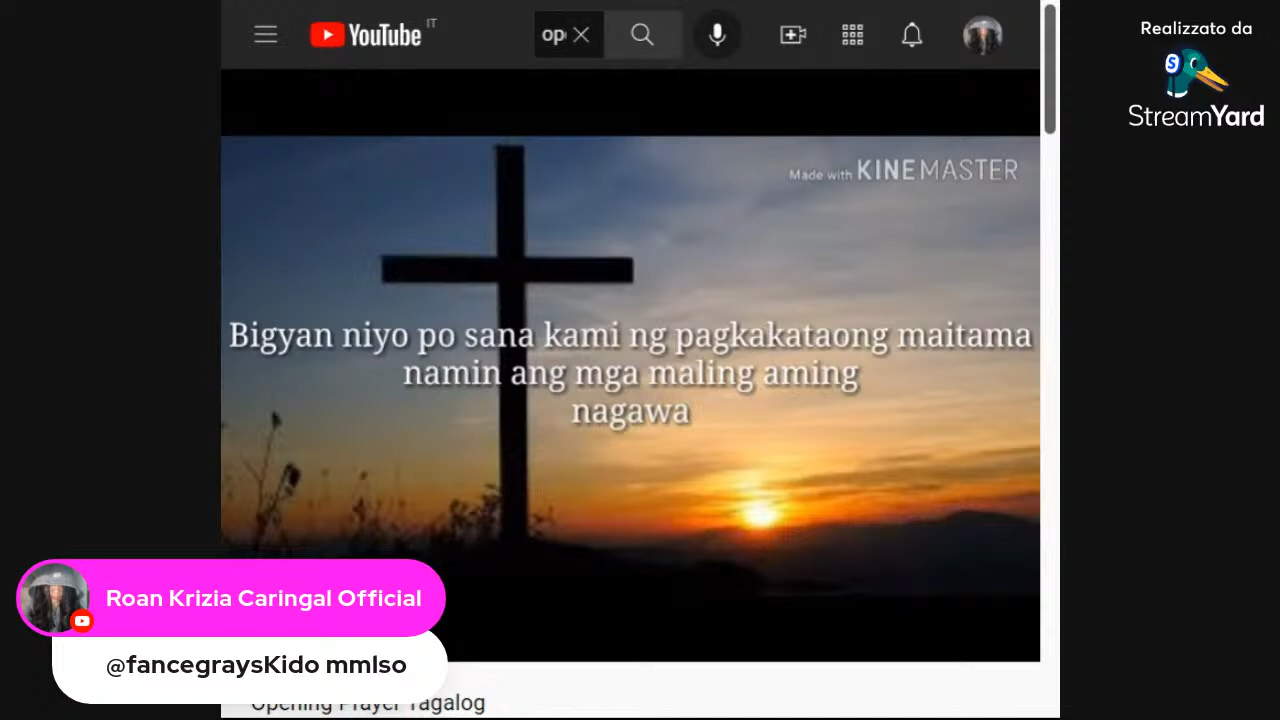 YouTube IT
op
Realizzato da
StreamYard
Made with KINEMASTER
Bigyan niyo po sana kami ng pagkakataong maitama
namin ang mga maling aming
nagawa
Roan Krizia Caringal Official
@fancegraysKido mmlso
Opening Prayer Tagalog